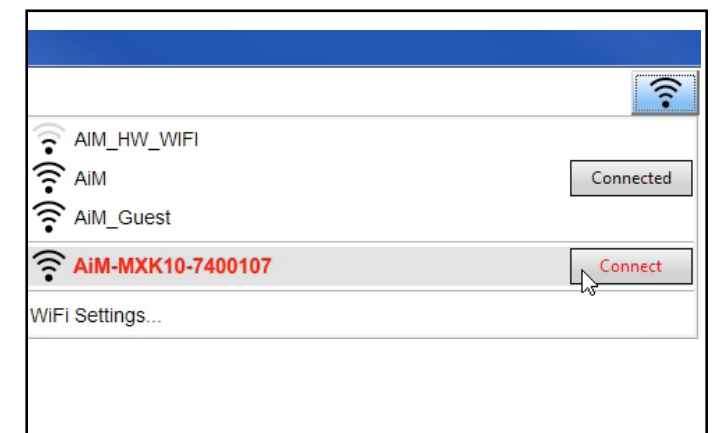 AIM_HW_WIFI
AiM Connected
AiM_Guest
AiM-MXK10-7400107 Connect
WiFi Settings...